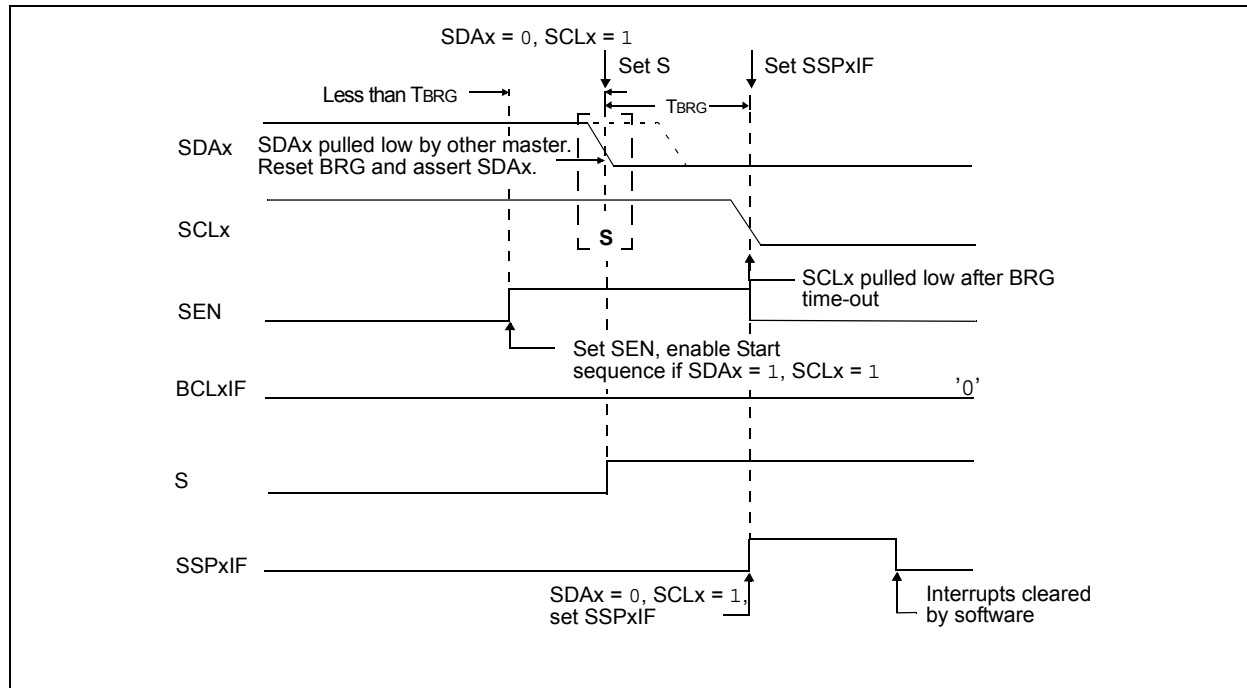 SDAx = 0, SCLx = 1
Set S
Set SSPxIF
Less than TBRG
TBRG
SDAx
SDAx pulled low by other master.
Reset BRG and assert SDAx.
SCLx
S
SCLx pulled low after BRG
time-out
SEN
Set SEN, enable Start
sequence if SDAx = 1, SCLx = 1
BCLxIF
'0'
S
SSPxIF
SDAx = 0, SCLx = 1,
set SSPxIF
Interrupts cleared
by software